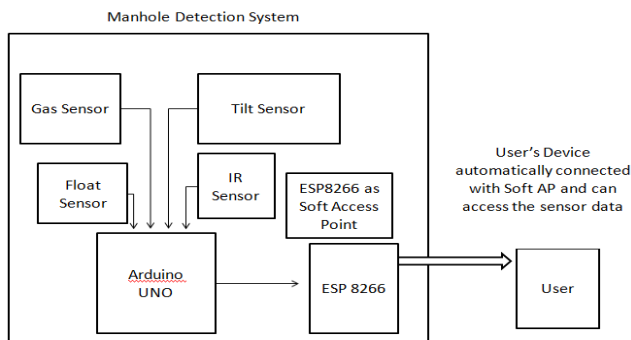 Manhole Detection System
Gas Sensor
Tilt Sensor
Float
Sensor
IR
Sensor
ESP8266 as
Soft Access
Point
Arduino
UNO
ESP 8266
User's Device
automatically connected
with Soft AP and can
access the sensor data
User